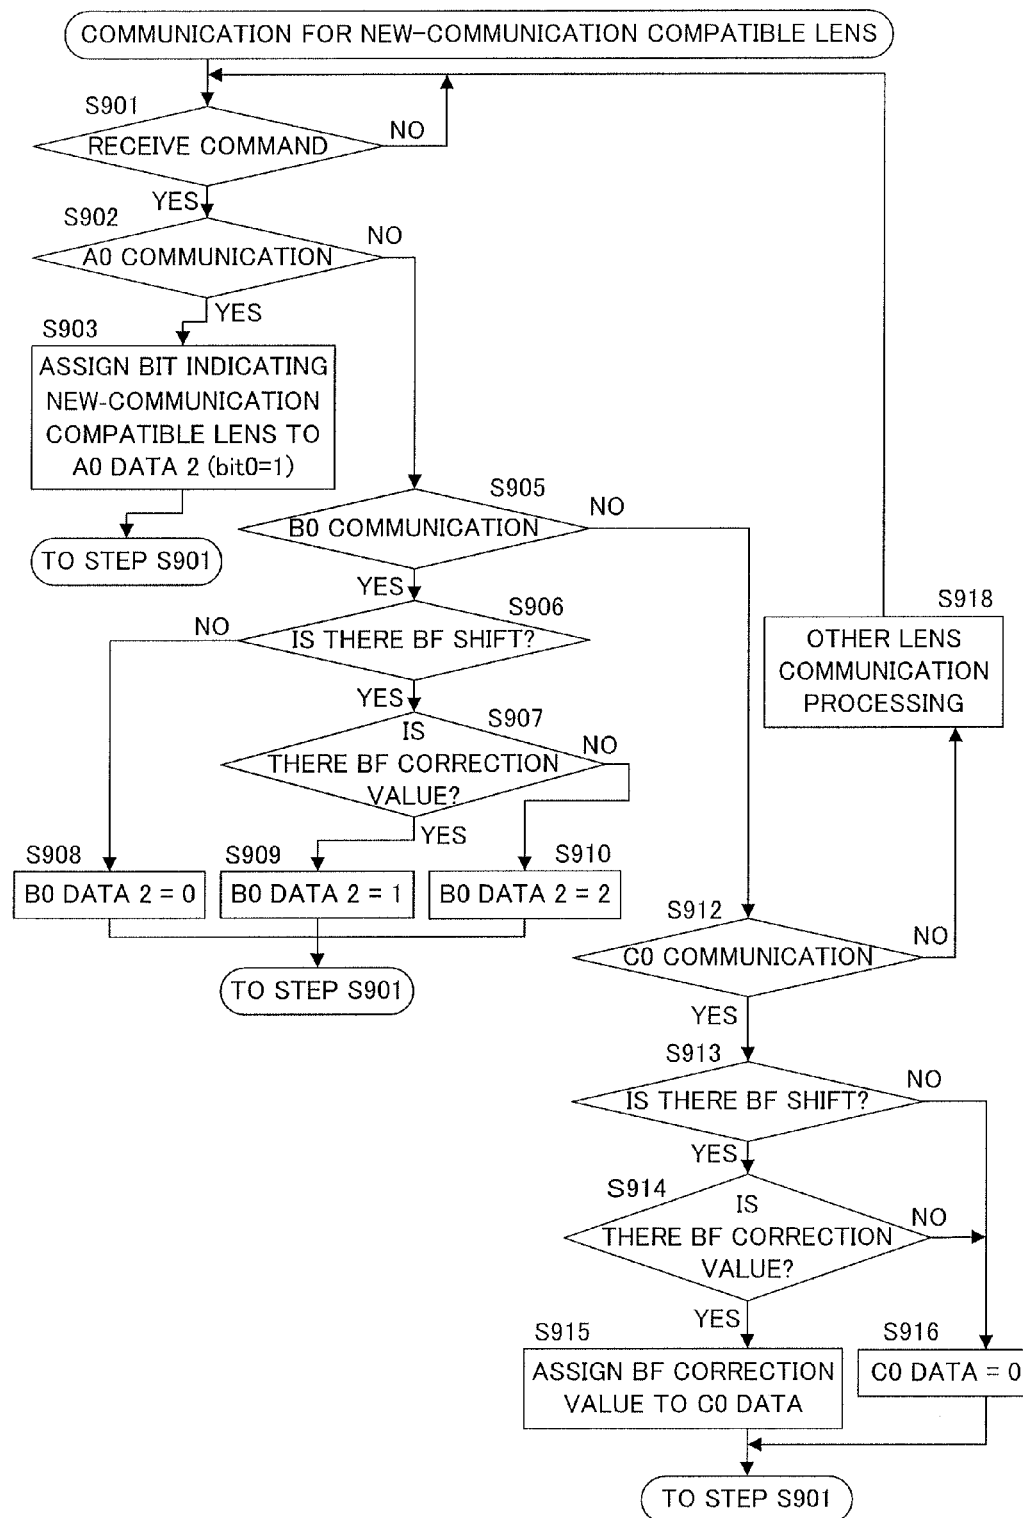 COMMUNICATION FOR NEW-COMMUNICATION COMPATIBLE LENS
S901
RECEIVE COMMAND
NO
YES
S902
A0 COMMUNICATION
NO
YES
S903
ASSIGN BIT INDICATING
NEW-COMMUNICATION
COMPATIBLE LENS TO
A0 DATA 2 (bit0=1)
TO STEP S901
S905
B0 COMMUNICATION
NO
YES
S906
IS THERE BF SHIFT?
NO
YES
S907
IS
THERE BF CORRECTION
VALUE?
NO
YES
S908
B0 DATA 2 = 0
S909
B0 DATA 2 = 1
S910
B0 DATA 2 = 2
TO STEP S901
S918
OTHER LENS
COMMUNICATION
PROCESSING
S912
C0 COMMUNICATION
NO
YES
S913
IS THERE BF SHIFT?
NO
YES
S914
IS
THERE BF CORRECTION
VALUE?
NO
YES
S915
ASSIGN BF CORRECTION
VALUE TO C0 DATA
S916
C0 DATA = 0
TO STEP S901